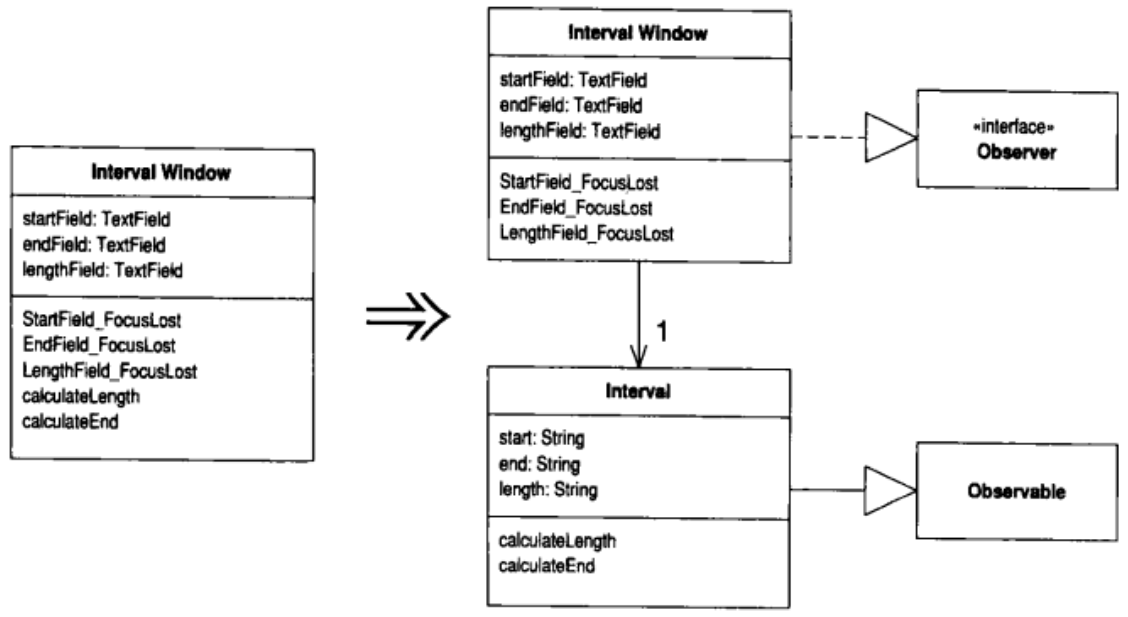 Interval Window
startField: TextField
endField: TextField
lengthField: TextField
StartField_FocusLost
EndField_FocusLost
LengthField_FocusLost
calculateLength
calculateEnd
Interval Window
startField: TextField
endField: TextField
lengthField: TextField
StartField_FocusLost
EndField_FocusLost
LengthField_FocusLost
«interface»
Observer
1
Interval
start: String
end: String
length: String
calculateLength
calculateEnd
Observable